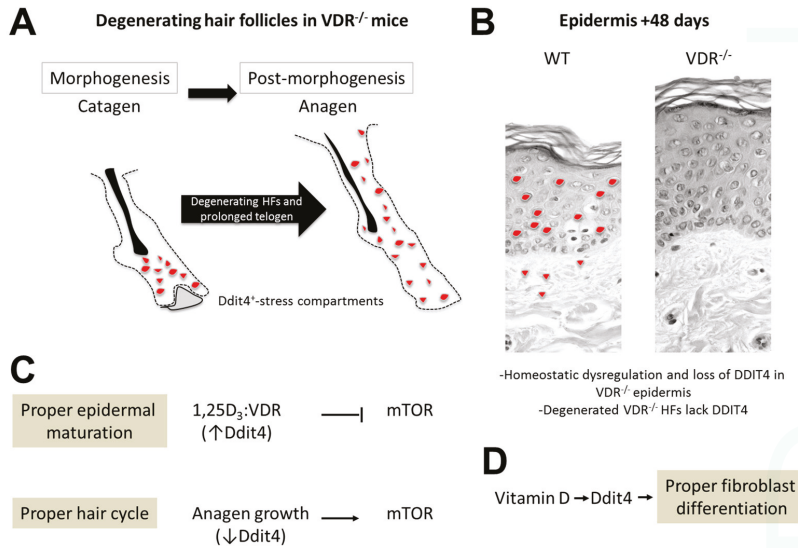 A
Degenerating hair follicles in VDR-/- mice
Morphogenesis
Post-morphogenesis
Catagen
Anagen
Degenerating HFs and
prolonged telogen
Ddit4+-stress compartments
B
Epidermis +48 days
WT
VDR-/-
-Homeostatic dysregulation and loss of DDIT4 in
VDR-/- epidermis
-Degenerated VDR-/- HFs lack DDIT4
C
Proper epidermal
maturation
1,25D3:VDR
(↑Ddit4)
mTOR
Proper hair cycle
Anagen growth
(↓Ddit4)
mTOR
D
Vitamin D → Ddit4 →
Proper fibroblast
differentiation